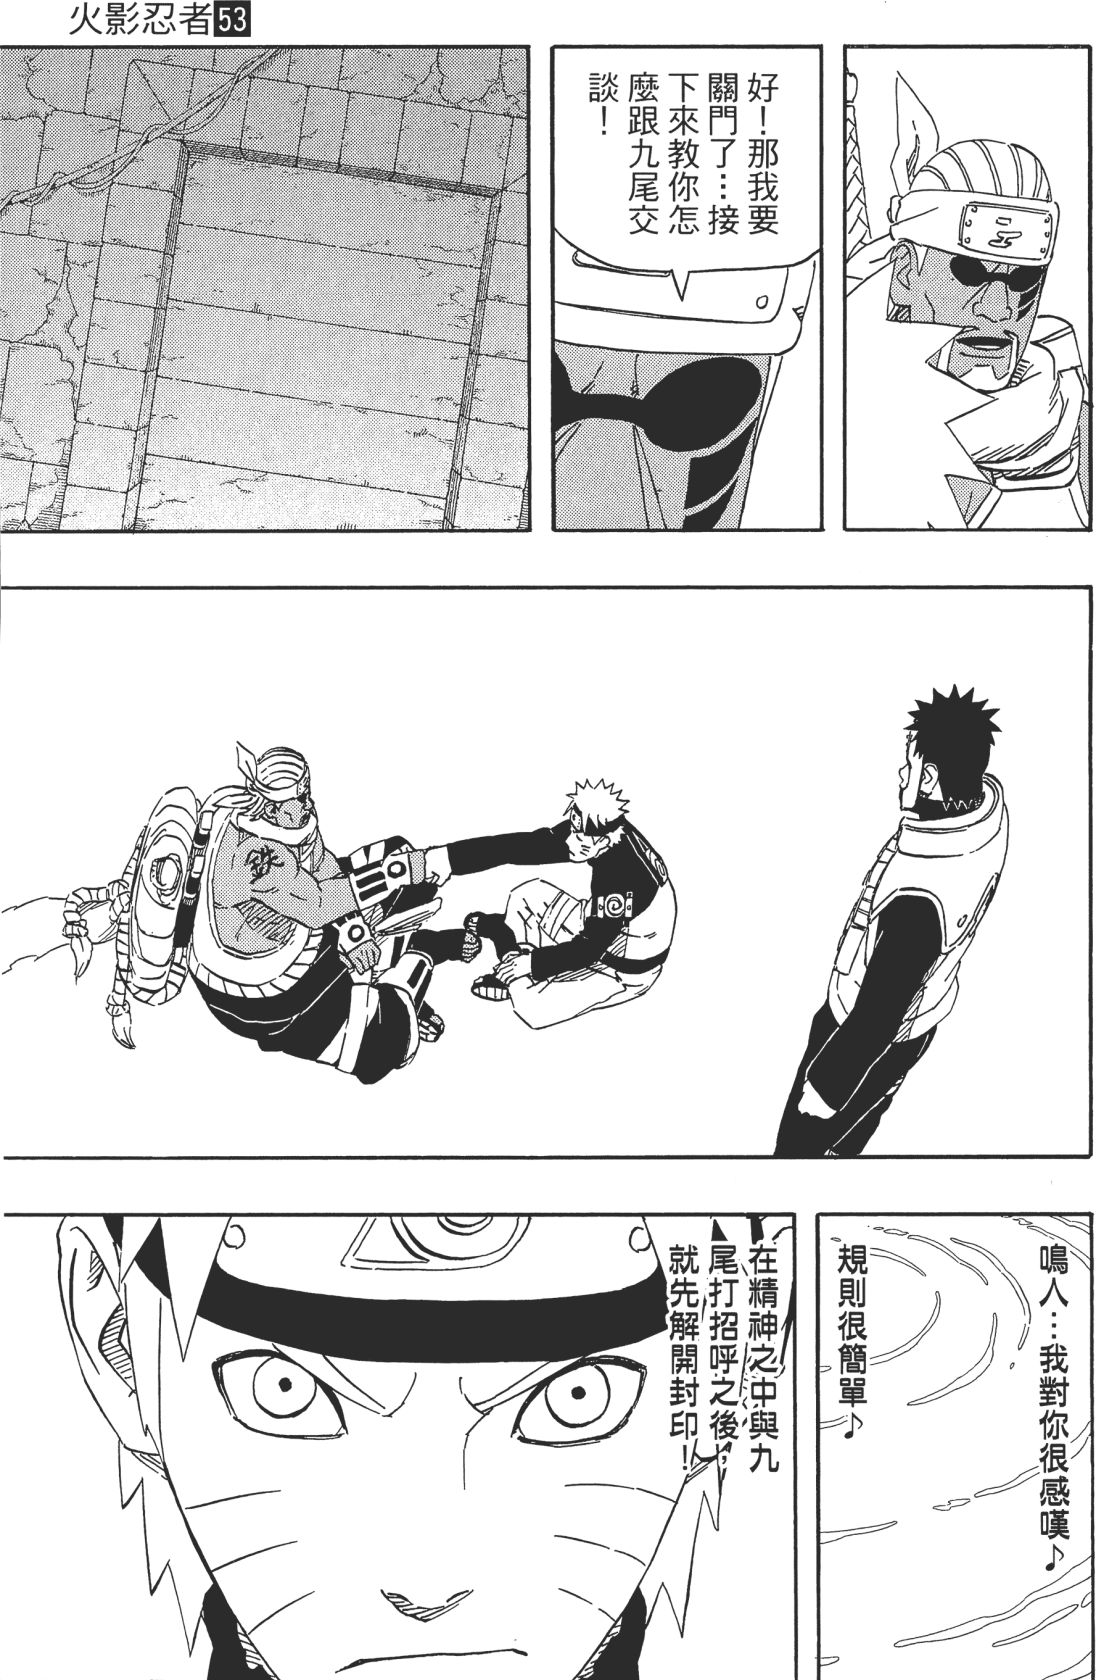 火影忍者53
好！那我要
關門了…接
下來教你怎
麼跟九尾交
談！
鉄
鳴人…我對你很感嘆♪
規則很簡單♪
在精神之中與九
尾打招呼之後，
就先解開封印！